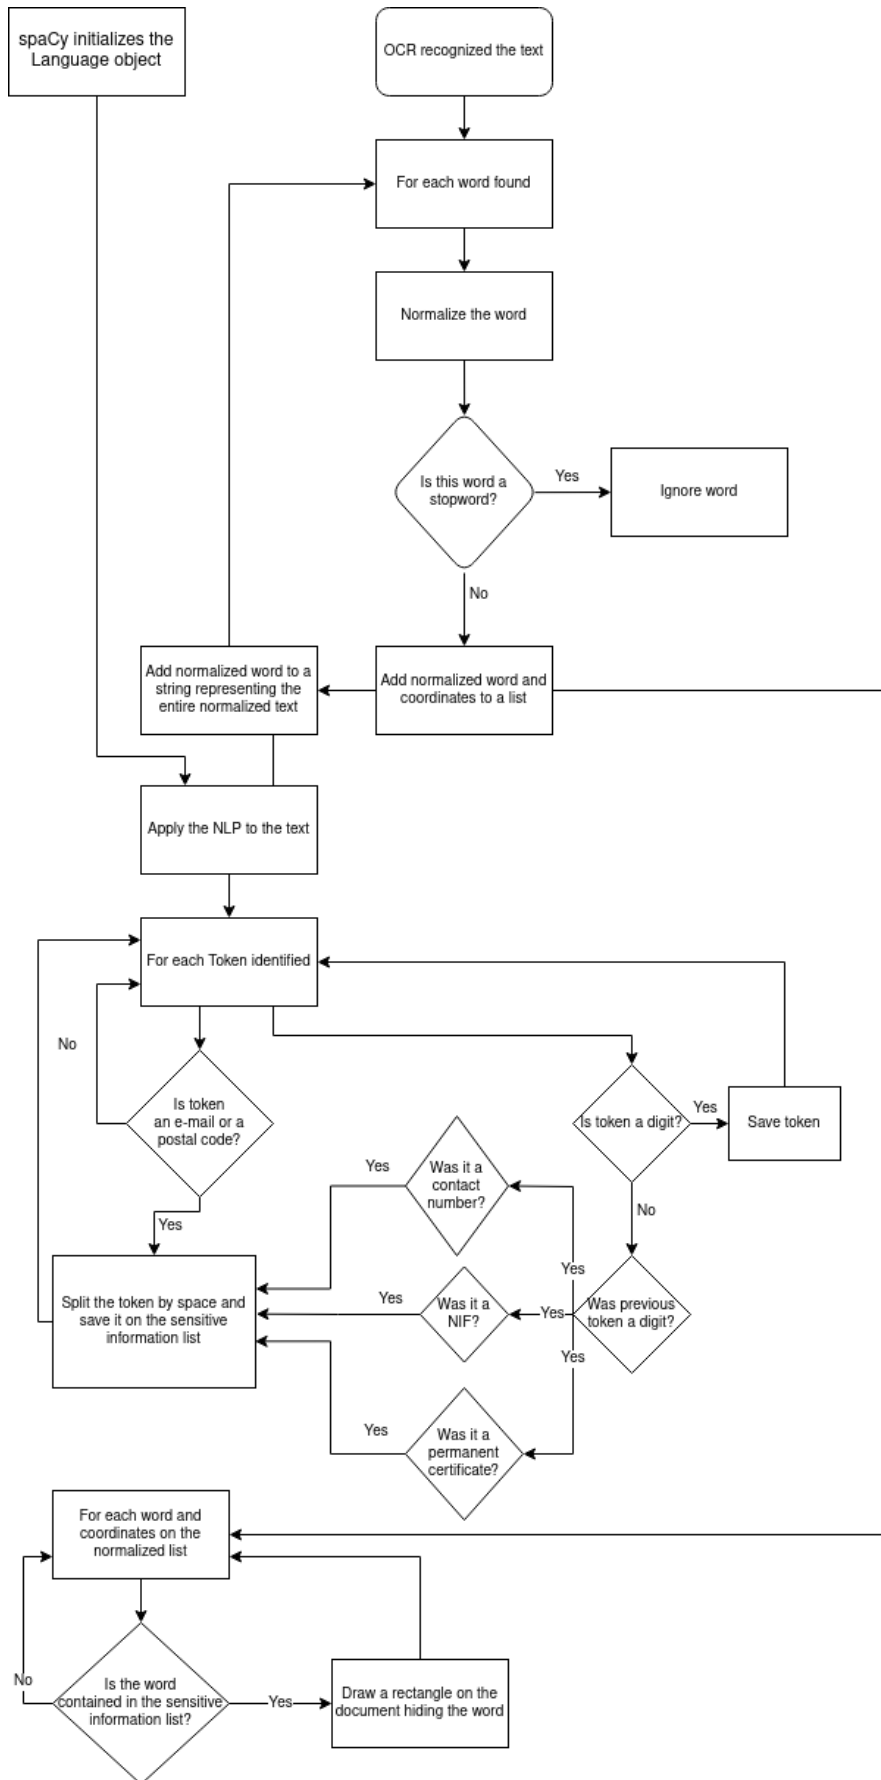 spaCy initializes the
Language object
OCR recognized the text
For each word found
Normalize the word
Is this word a
stopword?
Yes
Ignore word
No
Add normalized word to a
string representing the
entire normalized text
Add normalized word and
coordinates to a list
Apply the NLP to the text
For each Token identified
No
Is token
an e-mail or a
postal code?
Is token a digit?
Yes
Save token
Yes
Was it a
contact
number?
No
Yes
Yes
Split the token by space and
save it on the sensitive
information list
Yes
Was it a
NIF?
Yes
Was previous
token a digit?
Yes
Yes
Was it a
permanent
certificate?
For each word and
coordinates on the
normalized list
No
Is the word
contained in the sensitive
information list?
Yes
Draw a rectangle on the
document hiding the word